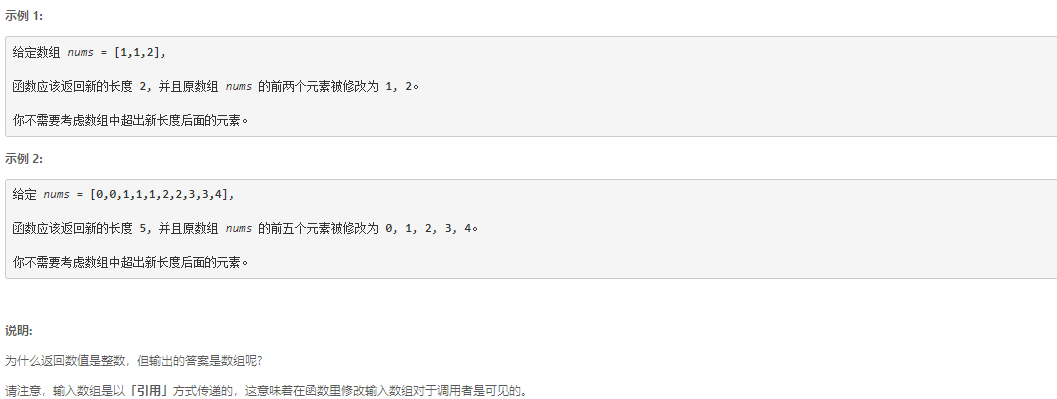 示例 1:
给定数组 nums = [1,1,2],
函数应该返回新的长度 2, 并且原数组 nums 的前两个元素被修改为 1, 2。
你不需要考虑数组中超出新长度后面的元素。
示例 2:
给定 nums = [0,0,1,1,1,2,2,3,3,4],
函数应该返回新的长度 5, 并且原数组 nums 的前五个元素被修改为 0, 1, 2, 3, 4。
你不需要考虑数组中超出新长度后面的元素。
说明:
为什么返回数值是整数，但输出的答案是数组呢?
请注意，输入数组是以「引用」方式传递的，这意味着在函数里修改输入数组对于调用者是可见的。